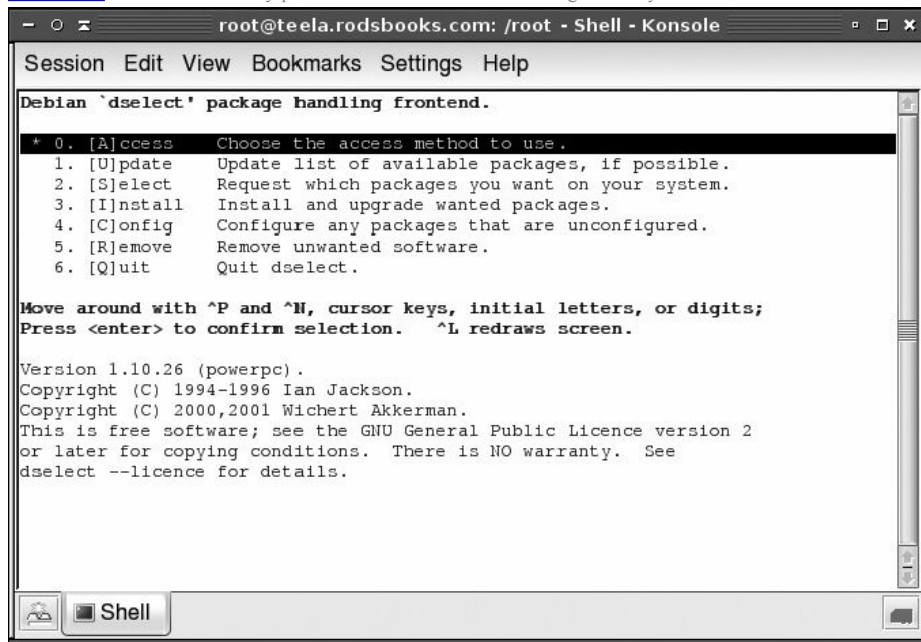 root@teela.rodsbooks.com: /root - Shell - Konsole
Session Edit View Bookmarks Settings Help
Debian `dselect' package handling frontend.
* 0. [A]ccess Choose the access method to use.
1. [U]pdate Update list of available packages, if possible.
2. [S]elect Request which packages you want on your system.
3. [I]nstall Install and upgrade wanted packages.
4. [C]onfig Configure any packages that are unconfigured.
5. [R]emove Remove unwanted software.
6. [Q]uit Quit dselect.
Move around with ^P and ^N, cursor keys, initial letters, or digits;
Press <enter> to confirm selection. ^L redraws screen.
Version 1.10.26 (powerpc).
Copyright (C) 1994-1996 Ian Jackson.
Copyright (C) 2000,2001 Wichert Akkerman.
This is free software; see the GNU General Public Licence version 2
or later for copying conditions. There is NO warranty. See
dselect --licence for details.
Shell